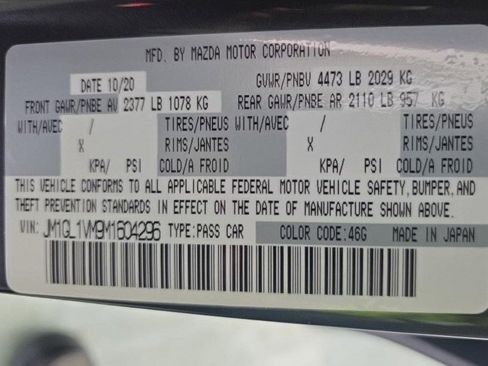 MFD. BY MAZDA MOTOR CORPORATION
DATE 10/20 GVWR/PNBV 4473 LB 2029 KG
FRONT GAWR/PNBE AV 2377 LB 1078 KG REAR GAWR/PNBE AR 2110 LB 957 KG
WITH/AVEC / TIRES/PNEUS WITH/AVEC / TIRES/PNEUS
X RIMS/JANTES X RIMS/JANTES
KPA/ PSI COLD/A FROID KPA/ PSI COLD/A FROID
THIS VEHICLE CONFORMS TO ALL APPLICABLE FEDERAL MOTOR VEHICLE SAFETY, BUMPER, AND
THEFT PREVENTION STANDARDS IN EFFECT ON THE DATE OF MANUFACTURE SHOWN ABOVE.
VIN: JM1GL1VM9M1604296 TYPE:PASS CAR COLOR CODE:46G MADE IN JAPAN